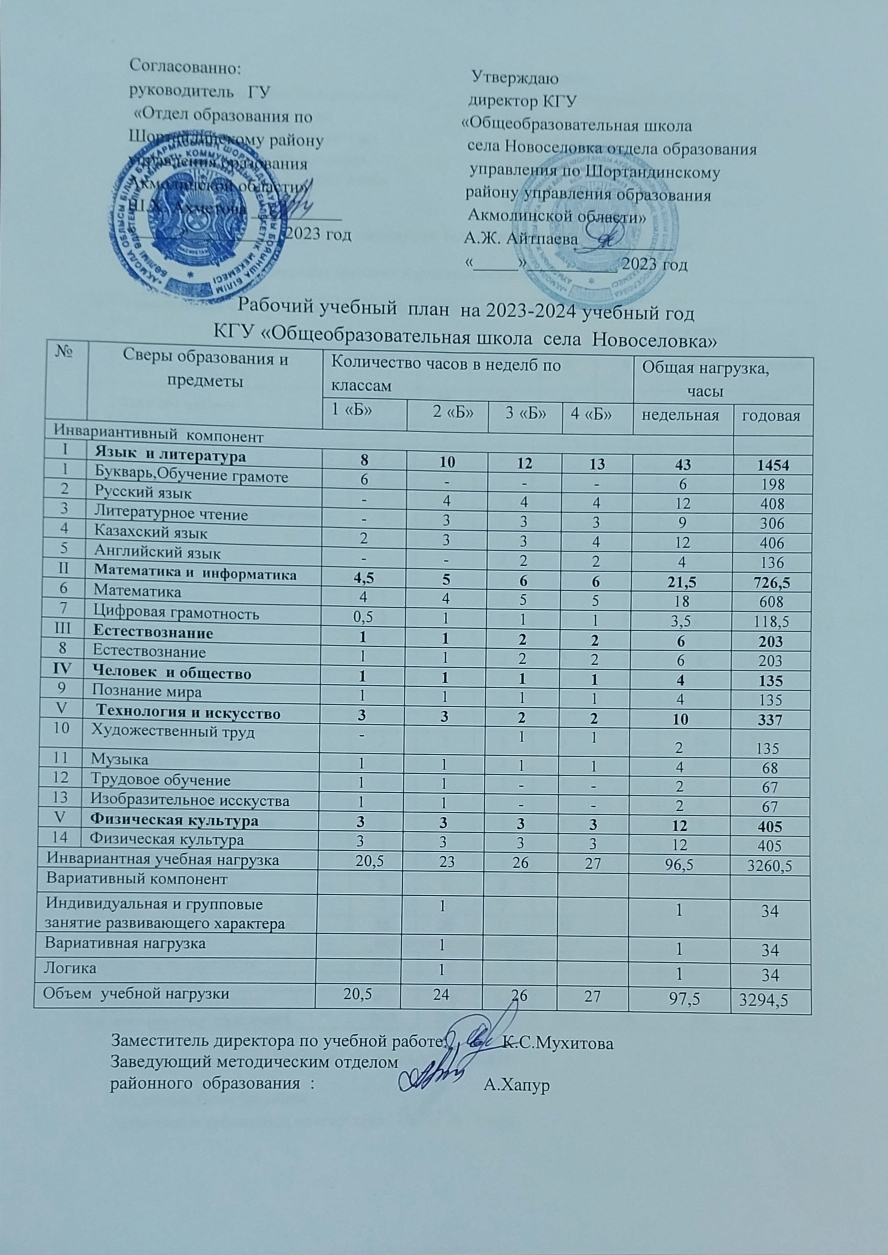 Согласованно:
руководитель ГУ
«Отдел образования по
Шортандинскому району
управления бразования
Акмолинской области»
Ш.Х. Ахметова
2023 год
Утверждаю
директор КГУ
«Общеобразовательная школа
села Новоселовка отдела образования
управления по Шортандинскому
району управления образования
Акмолинской области»
А.Ж. Айтпаева____________
«_____» __________ 2023 год
Рабочий учебный план на 2023-2024 учебный год
КГУ «Общеобразовательная школа села Новоселовка»
№ Сверы образования и предметы Количество часов в неделб по классам Общая нагрузка, часы
1 «Б» 2 «Б» 3 «Б» 4 «Б» недельная годовая
Инвариантивный компонент
I Язык и литература 8 10 12 13 43 1454
1 Букварь,Обучение грамоте 6 - - - 6 198
2 Русский язык - 4 4 4 12 408
3 Литературное чтение - 3 3 3 9 306
4 Казахский язык 2 3 3 4 12 406
5 Английский язык - - 2 2 4 136
II Математика и информатика 4,5 5 6 6 21,5 726,5
6 Математика 4 4 5 5 18 608
7 Цифровая грамотность 0,5 1 1 1 3,5 118,5
III Естествознание 1 1 2 2 6 203
8 Естествознание 1 1 2 2 6 203
IV Человек и общество 1 1 1 1 4 135
9 Познание мира 1 1 1 1 4 135
V Технология и искусство 3 3 2 2 10 337
10 Художественный труд - 1 1 2 135
11 Музыка 1 1 1 1 4 68
12 Трудовое обучение 1 1 - - 2 67
13 Изобразительное исскуства 1 1 - - 2 67
V Физическая культура 3 3 3 3 12 405
14 Физическая культура 3 3 3 3 12 405
Инвариантная учебная нагрузка 20,5 23 26 27 96,5 3260,5
Вариативный компонент
Индивидуальная и групповые
занятие развивающего характера 1 1 34
Вариативная нагрузка 1 1 34
Логика 1 1 34
Объем учебной нагрузки 20,5 24 26 27 97,5 3294,5
Заместитель директора по учебной работе: К.С.Мухитова
Заведующий методическим отделом
районного образования : А.Хапур